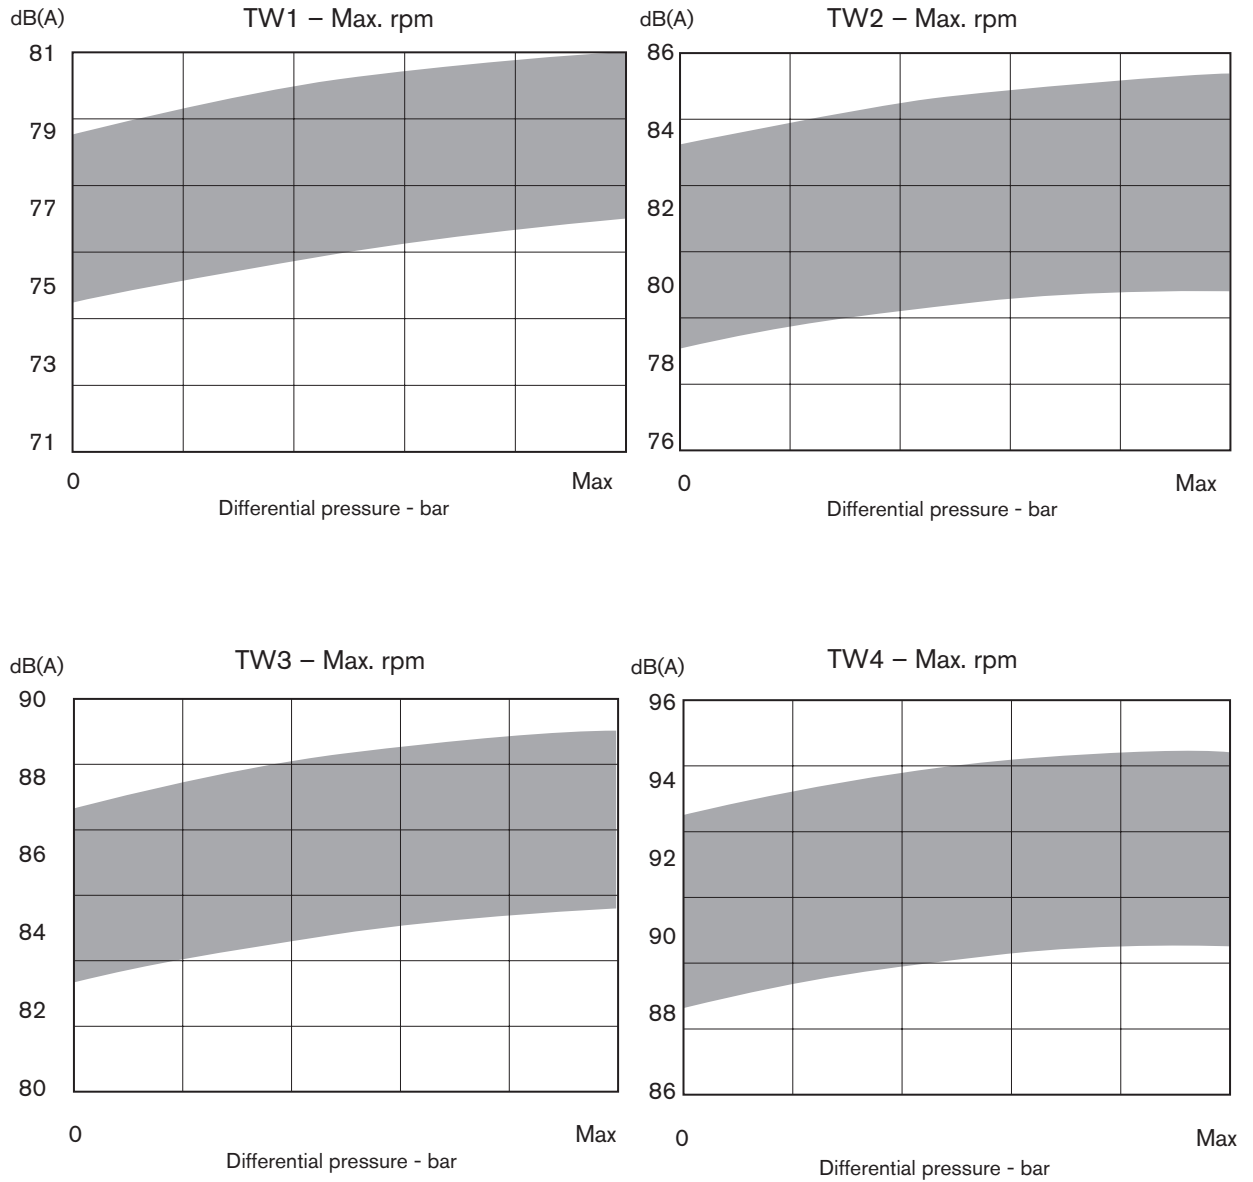 dB(A)
TW1 – Max. rpm
81
79
77
75
73
71
0
Max
Differential pressure - bar
dB(A)
TW2 – Max. rpm
86
84
82
80
78
76
0
Max
Differential pressure - bar
dB(A)
TW3 – Max. rpm
90
88
86
84
82
80
0
Max
Differential pressure - bar
dB(A)
TW4 – Max. rpm
96
94
92
90
88
86
0
Max
Differential pressure - bar